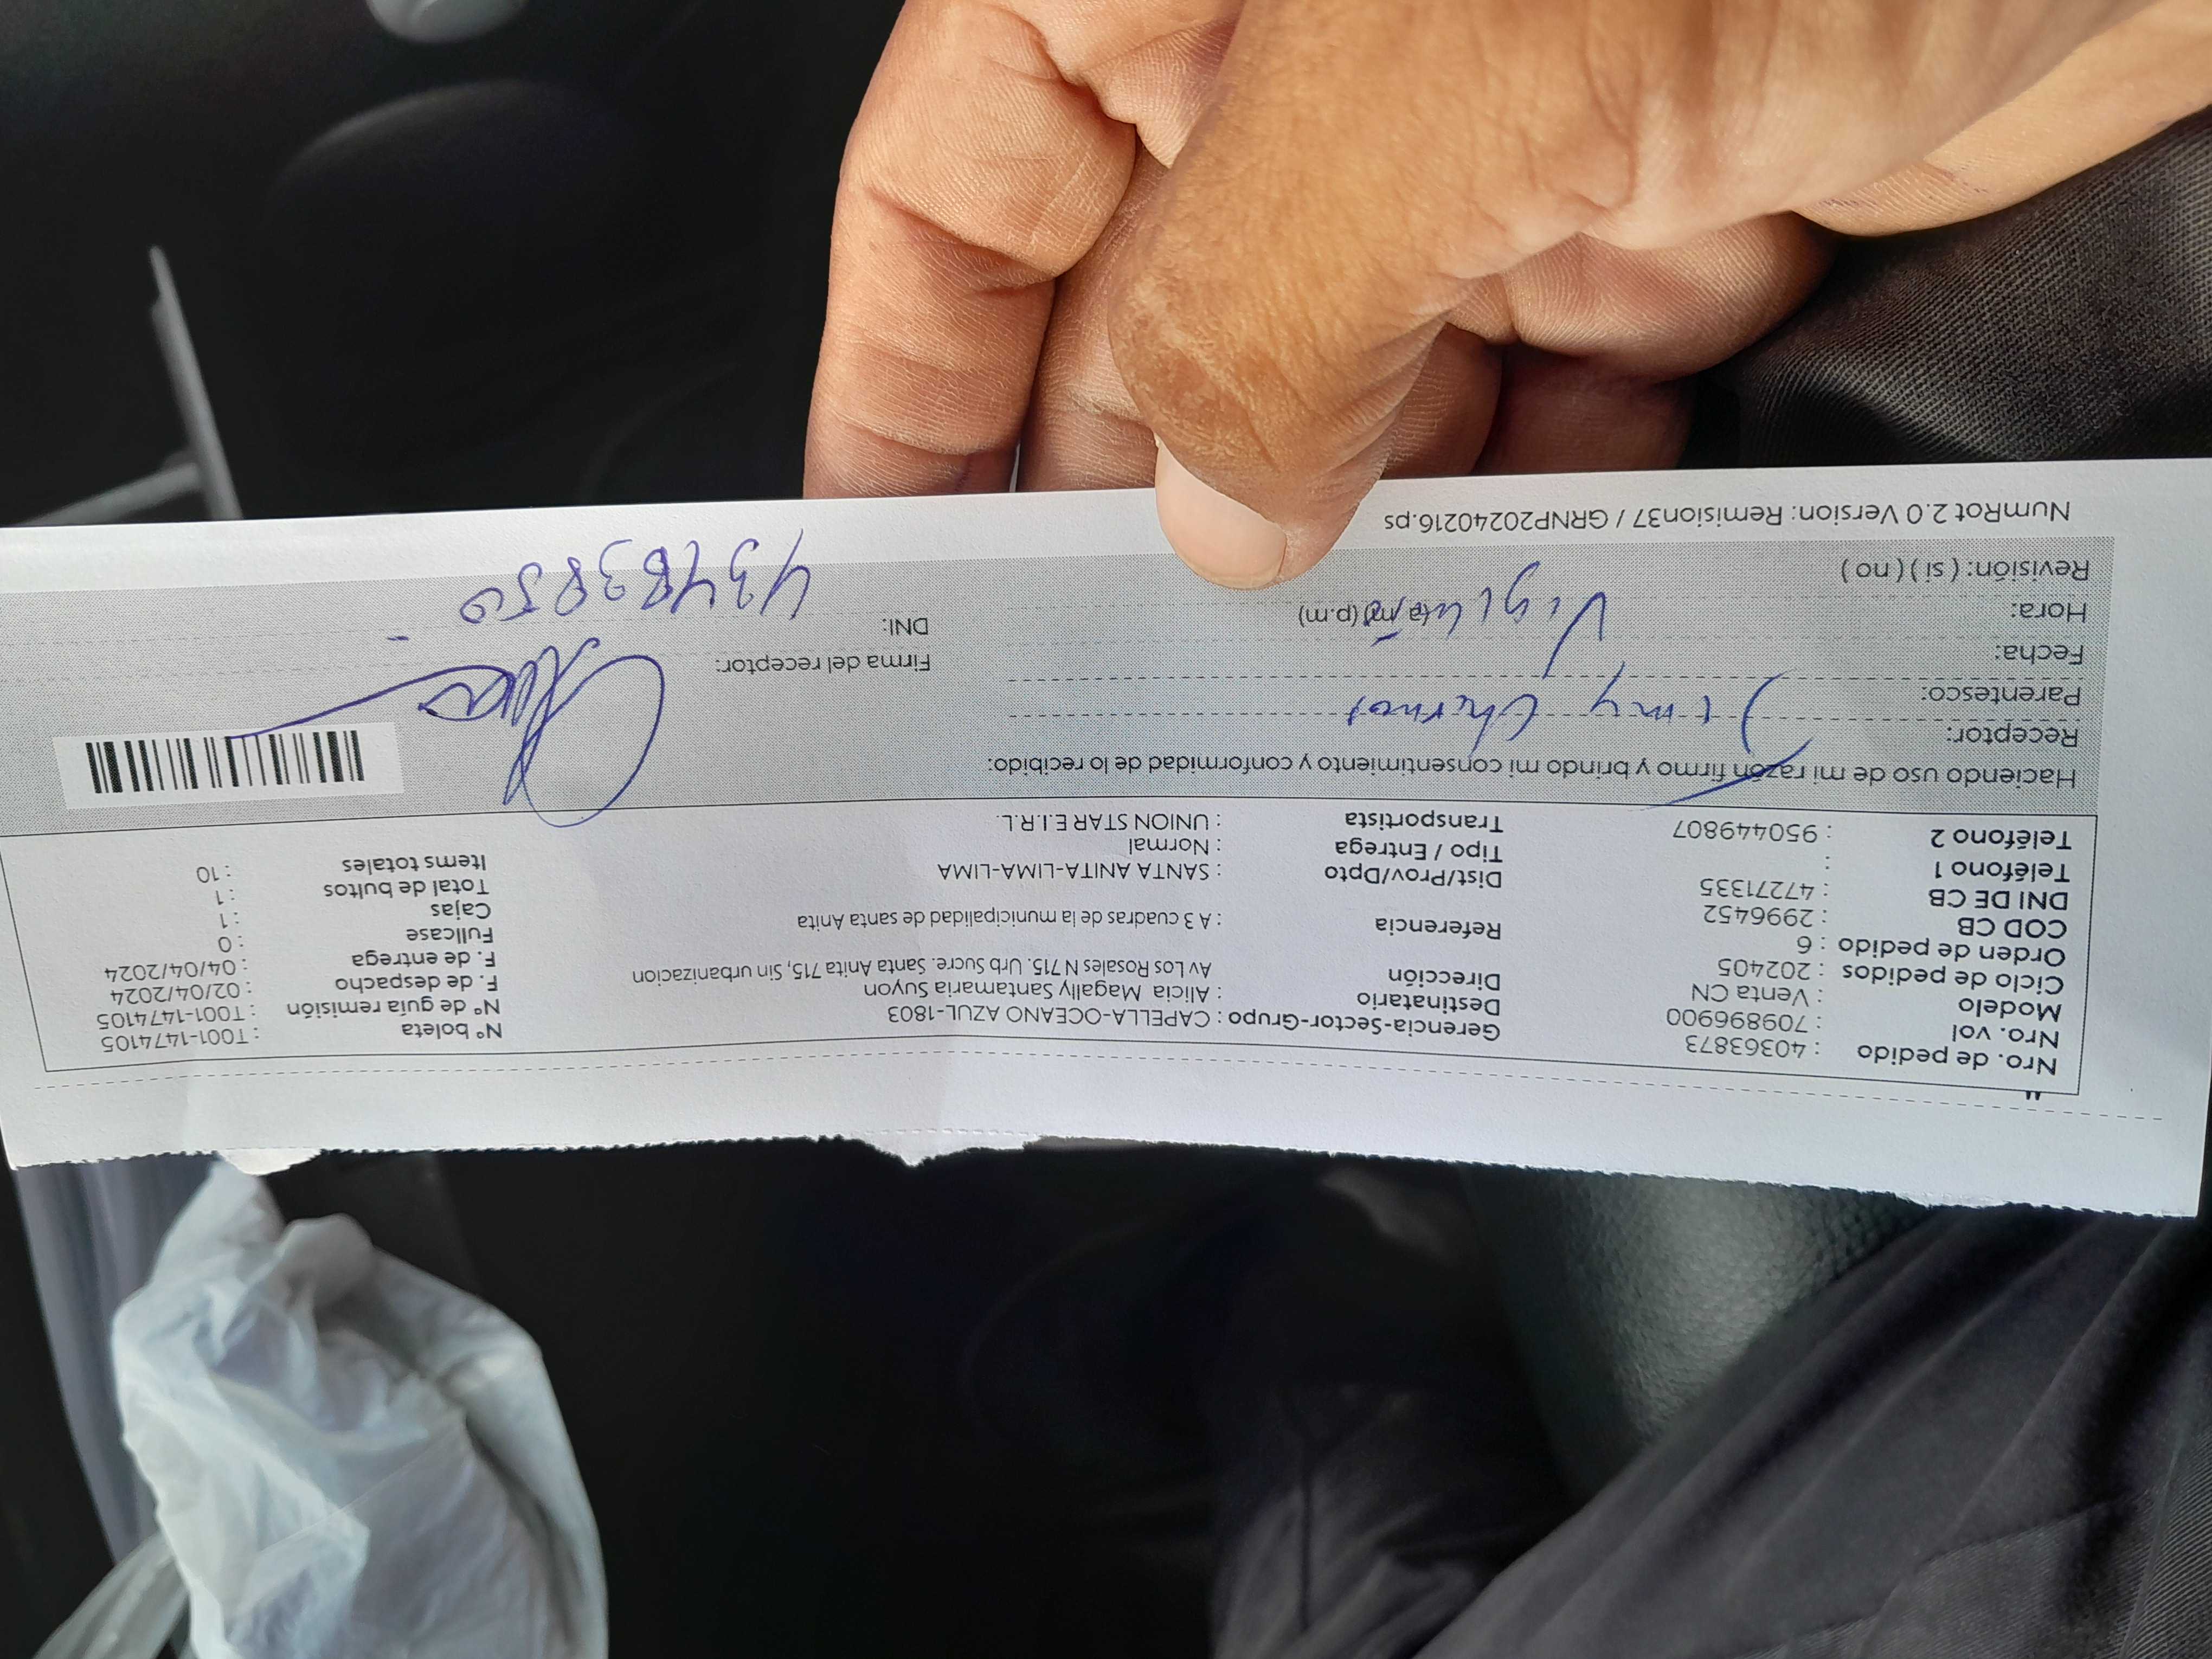 Nro. de pedido : 40363873
Nro. vol : 709896900
Modelo : Venta CN
Ciclo de pedidos : 202405
Orden de pedido : 6
COD CB : 2996452
DNI DE CB : 47271335
Teléfono 1 :
Teléfono 2 : 950449807
Gerencia-Sector-Grupo : CAPELLA-OCEANO AZUL-1803
Destinatario : Alicia Magally Santamaria Suyon
Dirección Av Los Rosales N 715. Urb Sucre. Santa Anita 715, Sin urbanizacion
Referencia : A 3 cuadras de la municipalidad de santa Anita
Dist/Prov/Dpto : SANTA ANITA-LIMA-LIMA
Tipo / Entrega : Normal
Transportista : UNION STAR E.I.R.L.
Nº boleta : T001-1474105
Nº de guia remisión : T001-1474105
F. de despacho : 02/04/2024
F. de entrega : 04/04/2024
Fullcase : 0
Cajas : 1
Total de bultos : 1
Items totales : 10
Haciendo uso de mi razón firmo y brindo mi consentimiento y conformidad de lo recibido:
Receptor:
Parentesco: Jimy
Fecha:
Hora: (a.m) (p.m)
Revisión: ( si ) ( no )
Firma del receptor:
DNI: 43483850
NumRot 2.0 Version: Remision37 / GRNP20240216.ps